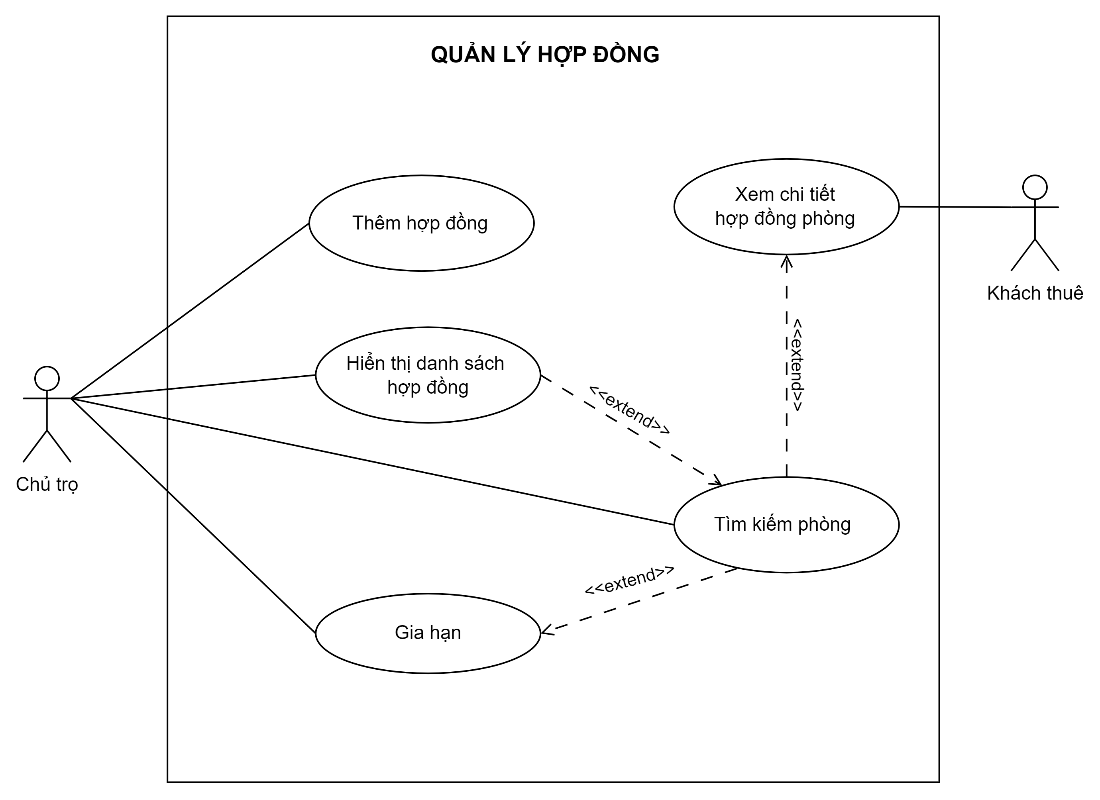 QUẢN LÝ HỢP ĐỒNG
Thêm hợp đồng
Xem chi tiết
hợp đồng phòng
Khách thuê
<<extend>>
Hiển thị danh sách
hợp đồng
<<extend>>
Chủ trọ
Tìm kiếm phòng
<<extend>>
Gia hạn